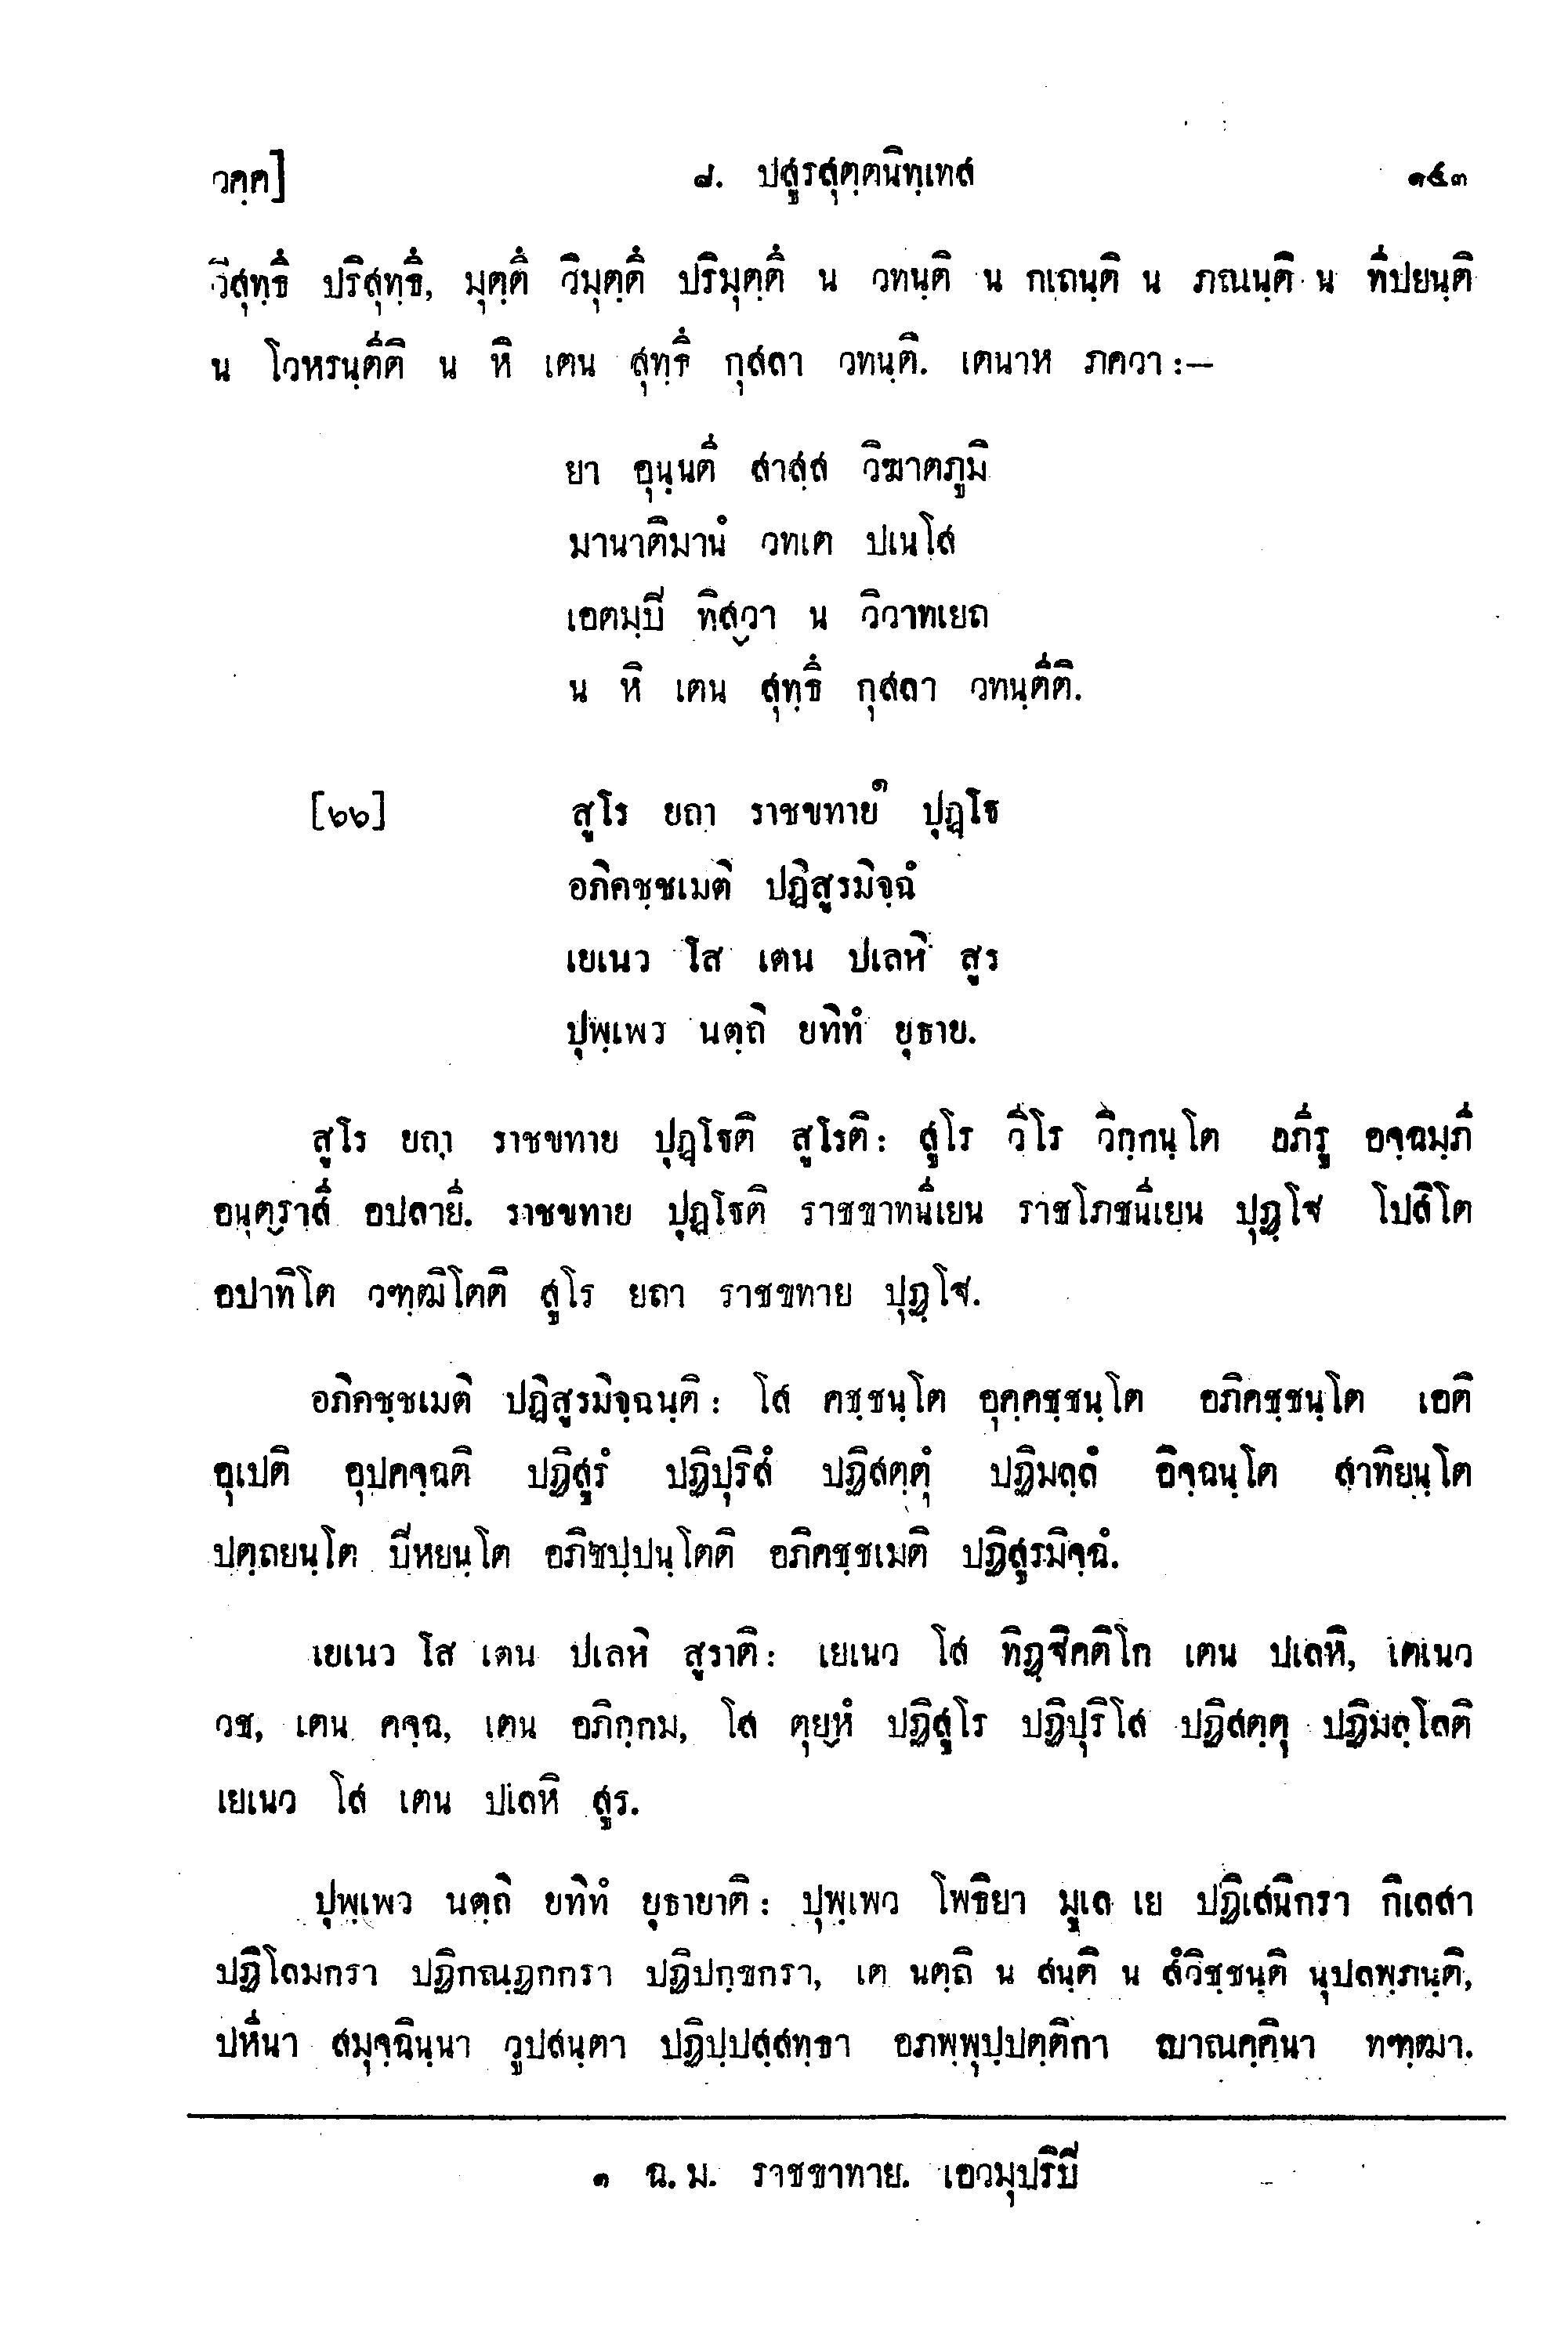 วคฺค]	๘. ปสูรสุตฺตนิทฺเทส	๑๕๓
วิสุทฺธึ ปริสุทฺธึ, มุตฺตึ วิมุตฺตึ ปริมุตฺตึ น วทนฺติ น กเถนฺติ น ภณนฺติ น ทีปยนฺติ
น โวหรนฺตีติ น หิ เตน สุทฺธึ กุสลา วทนฺติ. เตนาห ภควา :—
ยา อุนฺนติ สาสฺส วิฆาตภูมิ
มานาติมานํ วทเต ปเนโส
เอตมฺปิ ทิสฺวา น วิวาทเยถ
น หิ เตน สุทฺธึ กุสลา วทนฺตีติ.
[๖๖]	สูโร ยถา ราชขทาย๑ ปุฏฺโฐ
อภิคชฺชเมติ ปฏิสูรมิจฺฉํ
เยเนว โส เตน ปเลหิ สูร
ปุพฺเพว นตฺถิ ยทิทํ ยุธาย.
สูโร ยถา ราชขทาย ปุฏฺโฐติ สูโรติ: สูโร วีโร วิกฺกนฺโต อภีรู อจฺฉมฺภี
อนุตฺราสี อปลายี. ราชขทาย ปุฏฺโฐติ ราชขาทนีเยน ราชโภชนีเยน ปุฏฺโฐ โปสิโต
อปาทิโต วฑฺฒิโตติ สูโร ยถา ราชขทาย ปุฏฺโฐ.
อภิคชฺชเมติ ปฏิสูรมิจฺฉนฺติ: โส คชฺชนฺโต อุคฺคชฺชนฺโต อภิคชฺชนฺโต เอติ
อุเปติ อุปคจฺฉติ ปฏิสูรํ ปฏิปุริสํ ปฏิสตฺตุํ ปฏิมลฺลํ อิจฺฉนฺโต สาทิยนฺโต
ปตฺถยนฺโต ปิหยนฺโต อภิชปฺปนฺโตติ อภิคชฺชเมติ ปฏิสูรมิจฺฉํ.
เยเนว โส เตน ปเลหิ สูราติ: เยเนว โส ทิฏฺฐิคติโก เตน ปเลหิ, เตเนว
วช, เตน คจฺฉ, เตน อภิกฺกม, โส ตุยฺหํ ปฏิสูโร ปฏิปุริโส ปฏิสตฺตุ ปฏิมลฺโลติ
เยเนว โส เตน ปเลหิ สูร.
ปุพฺเพว นตฺถิ ยทิทํ ยุธายาติ: ปุพฺเพว โพธิยา มูเล เย ปฏิเสนิกรา กิเลสา
ปฏิโลมกรา ปฏิกณฺฏกกรา ปฏิปกฺขกรา, เต นตฺถิ น สนฺติ น สํวิชฺชนฺติ นุปลพฺภนฺติ,
ปหีนา สมุจฺฉินฺนา วูปสนฺตา ปฏิปฺปสฺสทฺธา อภพฺพุปฺปตฺติกา ญาณคฺคินา ทฑฺฒา.
๑ ฉ. ม. ราชขาทาย. เอวมุปริปิ